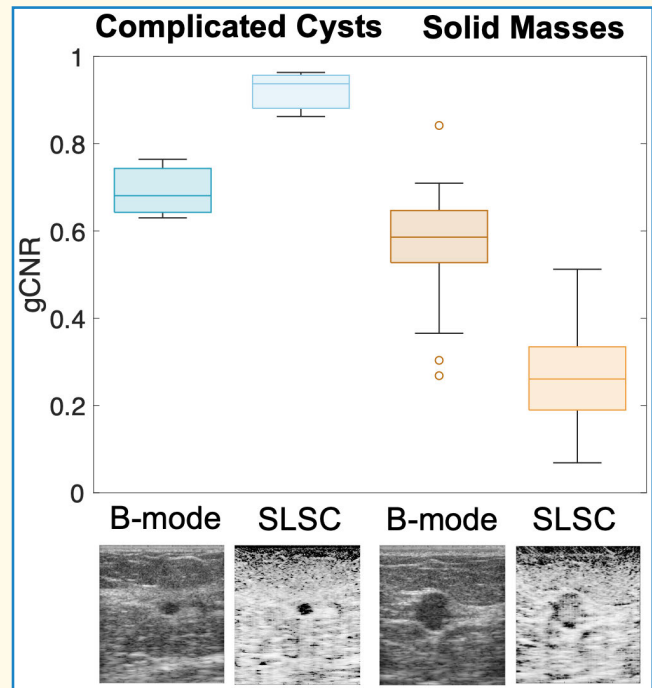 Complicated Cysts Solid Masses
1
0.8
0.6
0.4
0.2
0
gCNR
B-mode SLSC B-mode SLSC